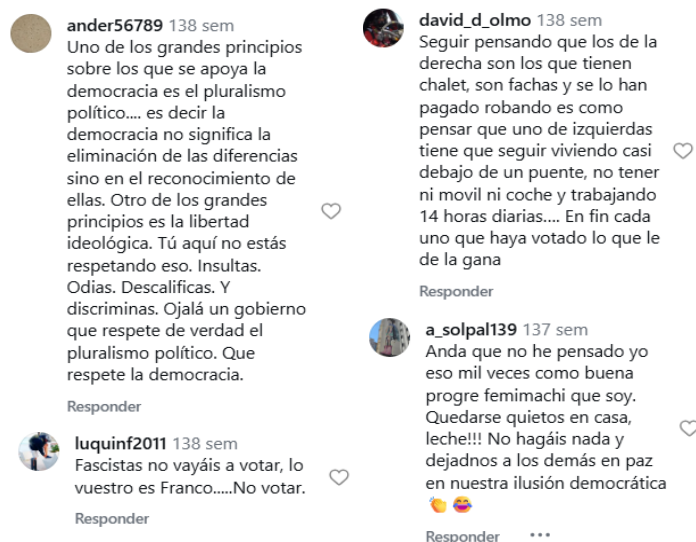 ander56789 138 sem
Uno de los grandes principios
sobre los que se apoya la
democracia es el pluralismo
político.... es decir la
democracia no significa la
eliminación de las diferencias
sino en el reconocimiento de
ellas. Otro de los grandes
principios es la libertad
ideológica. Tú aquí no estás
respetando eso. Insultas.
Odias. Descalificas. Y
discriminas. Ojalá un gobierno
que respete de verdad el
pluralismo político. Que
respete la democracia.
Responder
luquinf2011 138 sem
Fascistas no vayáis a votar, lo
vuestro es Franco.....No votar.
Responder
david_d_olmo 138 sem
Seguir pensando que los de la
derecha son los que tienen
chalet, son fachas y se lo han
pagado robando es como
pensar que uno de izquierdas
tiene que seguir viviendo casi
debajo de un puente, no tener
ni movil ni coche y trabajando
14 horas diarias.... En fin cada
uno que haya votado lo que le
de la gana
Responder
a_solpal139 137 sem
Anda que no he pensado yo
eso mil veces como buena
progre femimachi que soy.
Quedarse quietos en casa,
leche!!! No hagáis nada y
dejadnos a los demás en paz
en nuestra ilusión democrática
👏😂
Responder